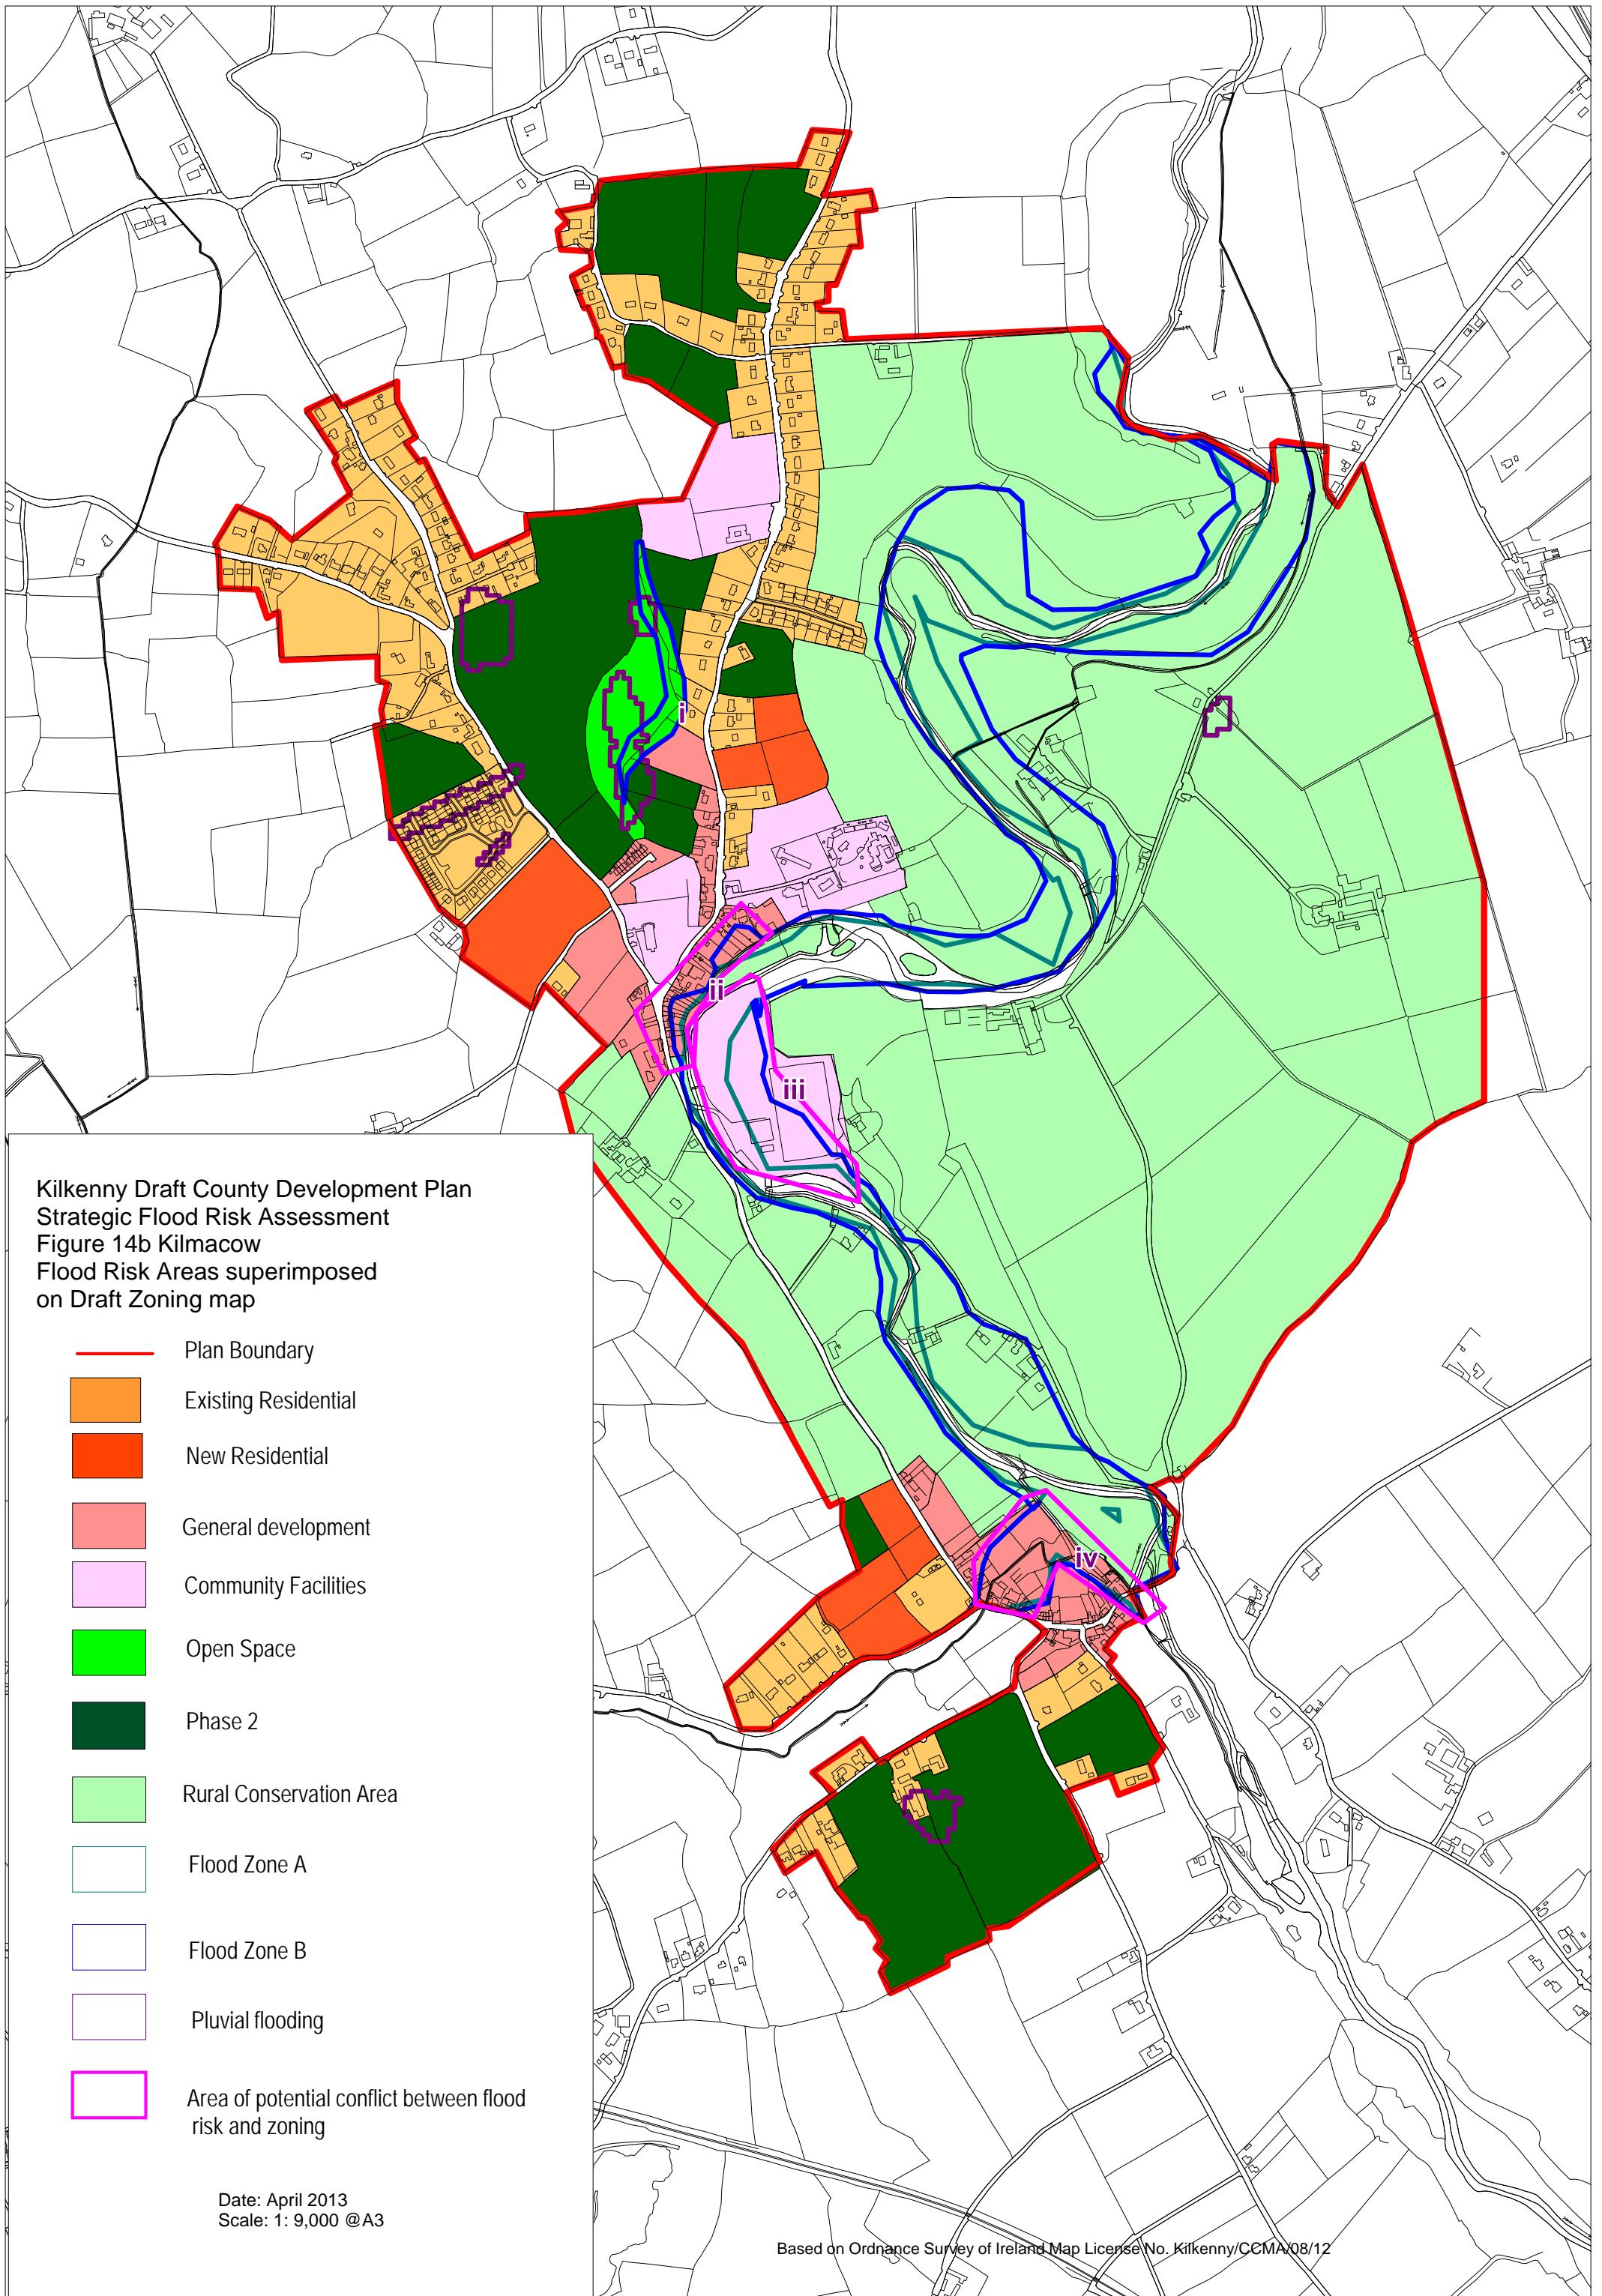 i
ii
iii
iv
Kilkenny Draft County Development Plan
Strategic Flood Risk Assessment
Figure 14b Kilmacow
Flood Risk Areas superimposed
on Draft Zoning map
Plan Boundary
Existing Residential
New Residential
General development
Community Facilities
Open Space
Phase 2
Rural Conservation Area
Flood Zone A
Flood Zone B
Pluvial flooding
Area of potential conflict between flood
risk and zoning
Date: April 2013
Scale: 1: 9,000 @A3
Based on Ordnance Survey of Ireland Map License No. Kilkenny/CCMA/08/12